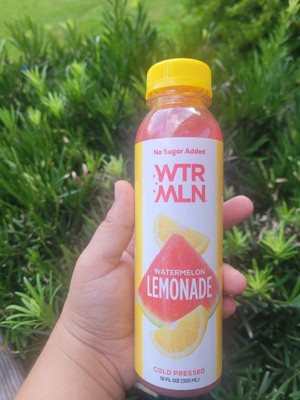 No Sugar Added
WTR
MLN
WATERMELON
LEMONADE
COLD PRESSED
12 FL OZ (355 mL)